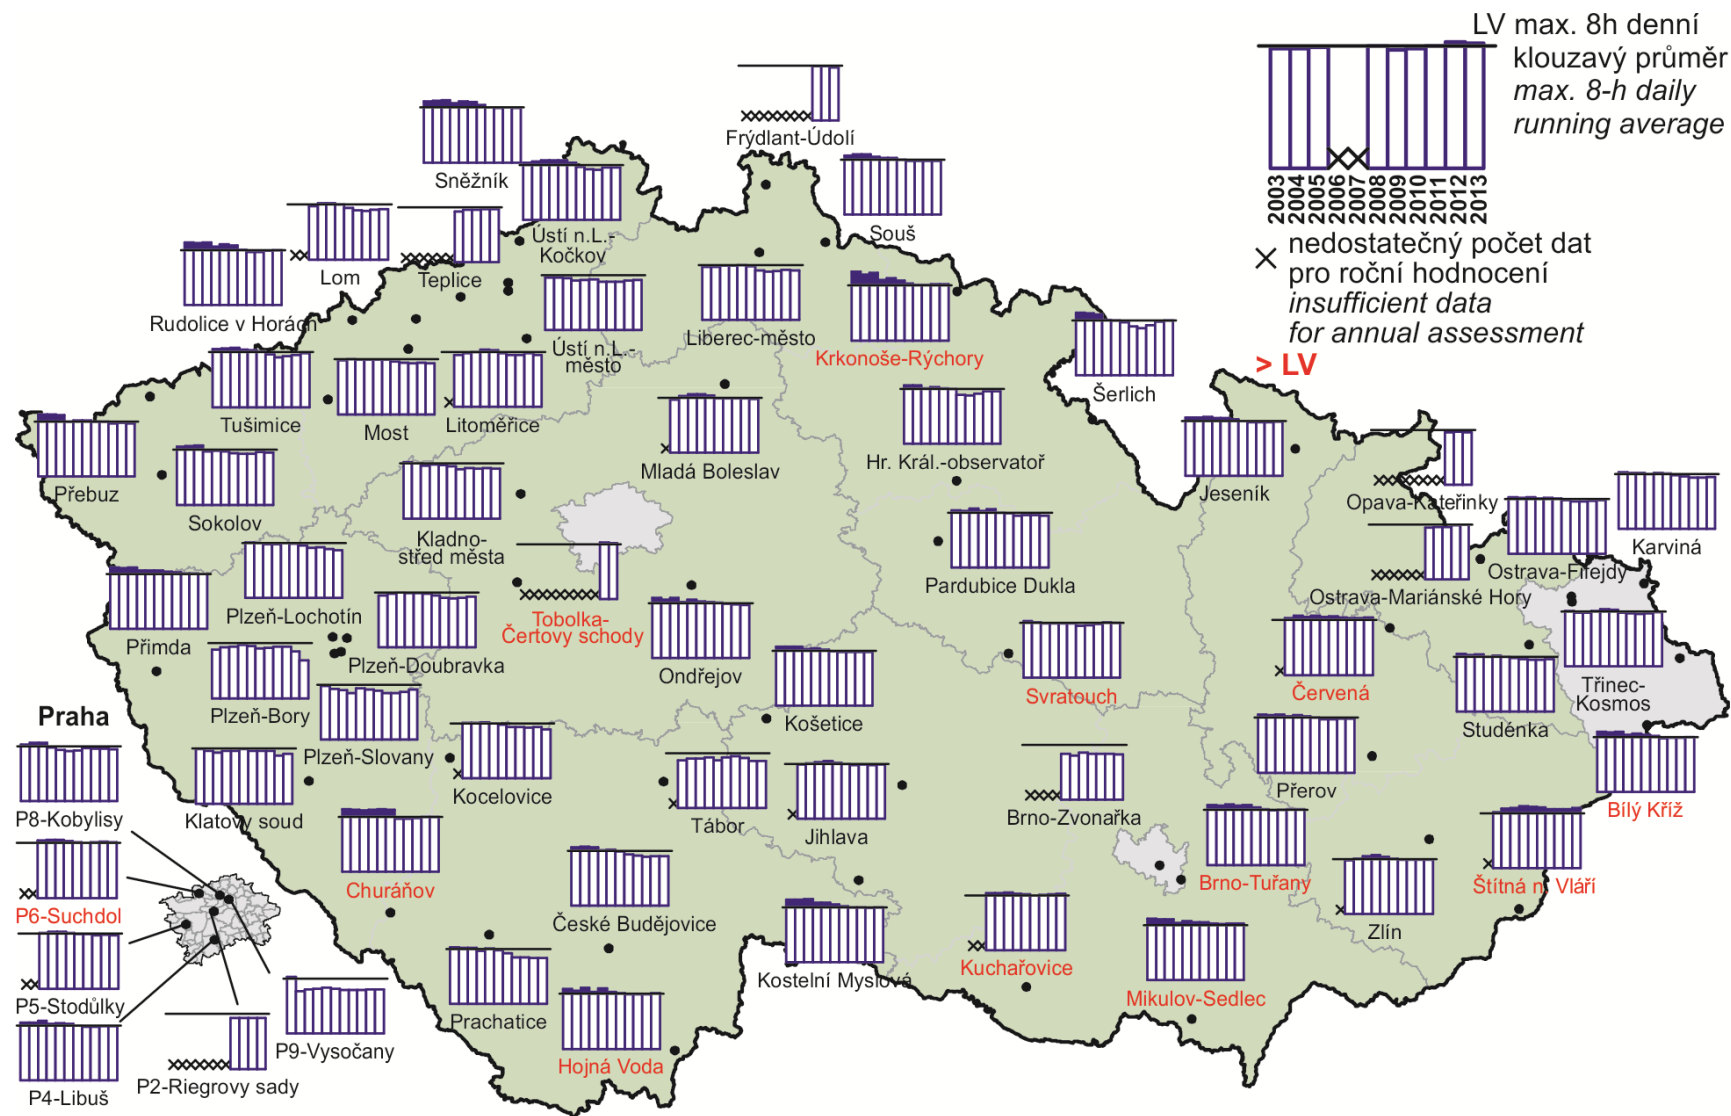 LV max. 8h denní
klouzavý průměr
max. 8-h daily
running average
2003
2004
2005
2006
2007
2008
2009
2010
2011
2012
2013
nedostatečný počet dat
pro roční hodnocení
insufficient data
for annual assessment
> LV
Frýdlant-Údolí
Sněžník
Souš
Ústí n.L.-
Kočkov
Lom
Teplice
Rudolice v Horách
Ústí n.L.-
město
Liberec-město
Krkonoše-Rýchory
Šerlich
Tušimice
Most
Litoměřice
Mladá Boleslav
Hr. Král.-observatoř
Jeseník
Opava-Kateřinky
Přebuz
Sokolov
Kladno-
střed města
Karviná
Ostrava-Fifejdy
Ostrava-Mariánské Hory
Pardubice Dukla
Plzeň-Lochotín
Tobolka-
Čertovy schody
Přimda
Plzeň-Doubravka
Ondřejov
Svratouch
Červená
Třinec-
Kosmos
Studénka
Plzeň-Bory
Košetice
Praha
Plzeň-Slovany
Kocelovice
Přerov
Bílý Kříž
P8-Kobylisy
Klatovy soud
Tábor
Jihlava
Brno-Zvonařka
Churáňov
Brno-Tuřany
Štítná n. Vláří
P6-Suchdol
České Budějovice
Zlín
Kostelní Myslová
Kuchařovice
Mikulov-Sedlec
P5-Stodůlky
Prachatice
P9-Vysočany
Hojná Voda
P2-Riegrovy sady
P4-Libuš